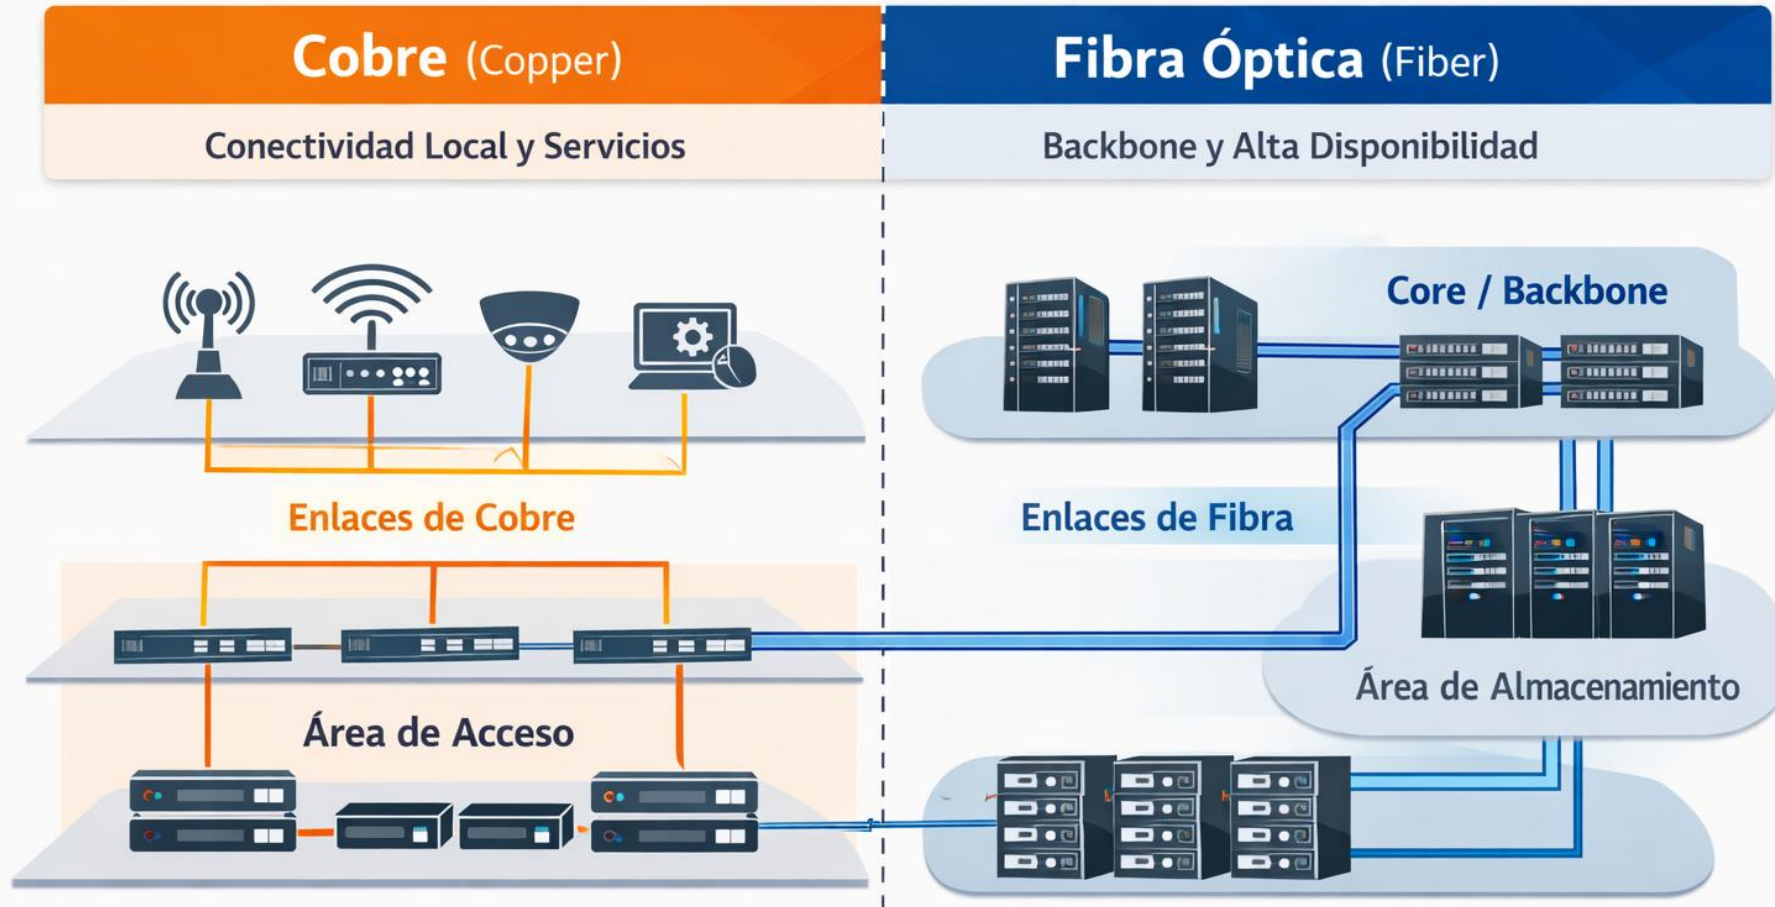 Cobre (Copper)
Conectividad Local y Servicios
Enlaces de Cobre
Área de Acceso
Fibra Óptica (Fiber)
Backbone y Alta Disponibilidad
Core / Backbone
Enlaces de Fibra
Área de Almacenamiento